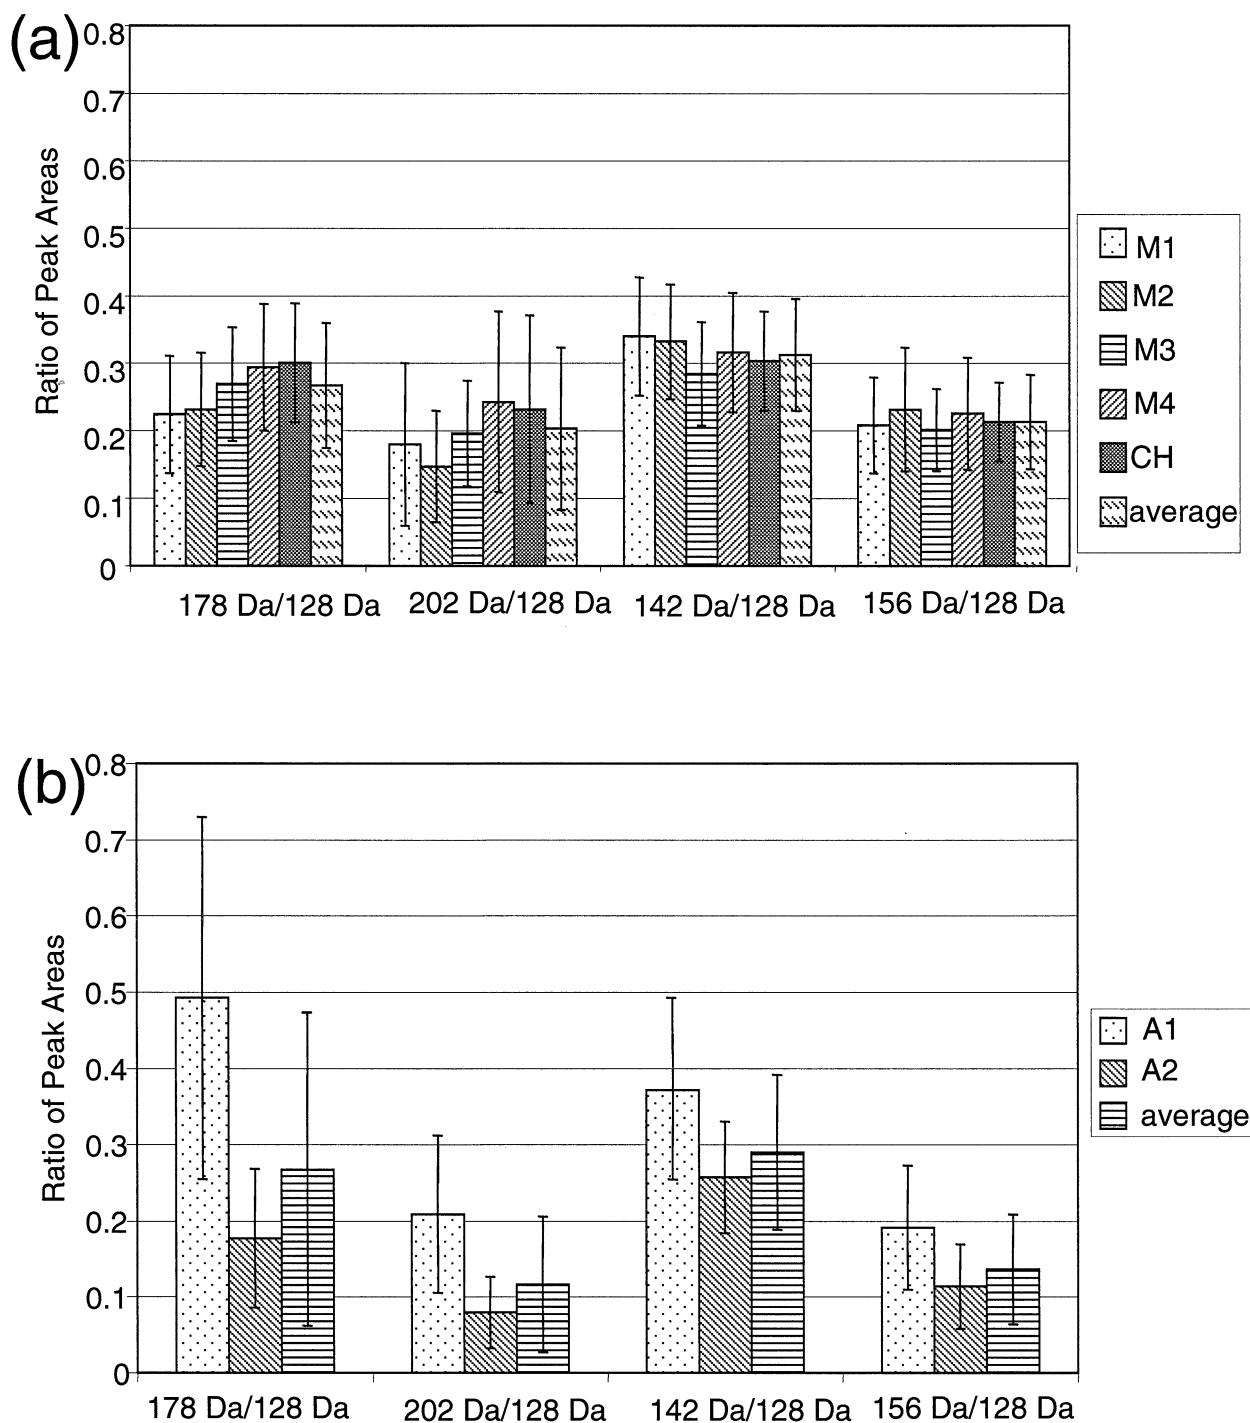 (a)
0.8
0.7
0.6
0.5
0.4
0.3
0.2
0.1
0
Ratio of Peak Areas
178 Da/128 Da
202 Da/128 Da
142 Da/128 Da
156 Da/128 Da
M1
M2
M3
M4
CH
average
(b)
0.8
0.7
0.6
0.5
0.4
0.3
0.2
0.1
0
Ratio of Peak Areas
178 Da/128 Da
202 Da/128 Da
142 Da/128 Da
156 Da/128 Da
A1
A2
average